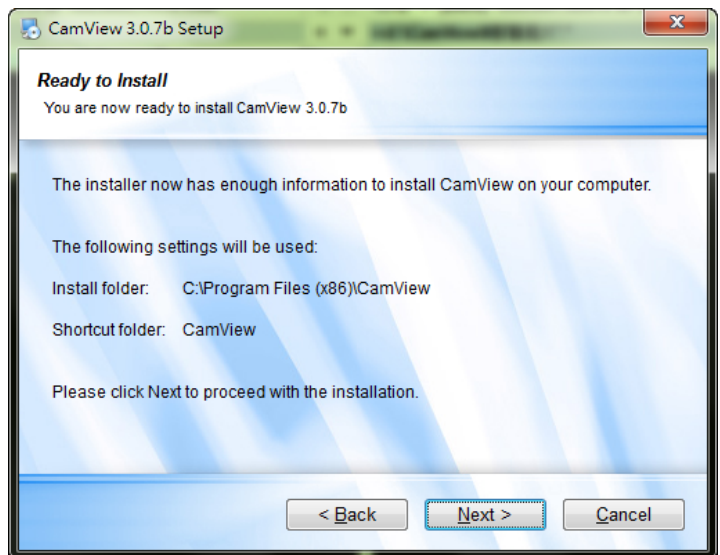 CamView 3.0.7b Setup
Ready to Install
You are now ready to install CamView 3.0.7b
The installer now has enough information to install CamView on your computer.
The following settings will be used:
Install folder: C:\Program Files (x86)\CamView
Shortcut folder: CamView
Please click Next to proceed with the installation.
< Back Next > Cancel